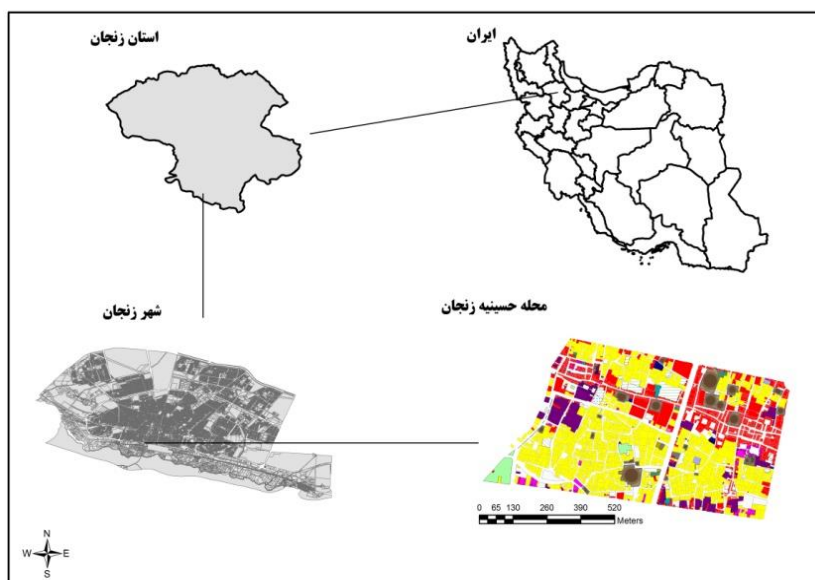 استان زنجان
ایران
شهر زنجان
محله حسینیه زنجان
0 65 130 260 390 520
Meters
N
W E
S